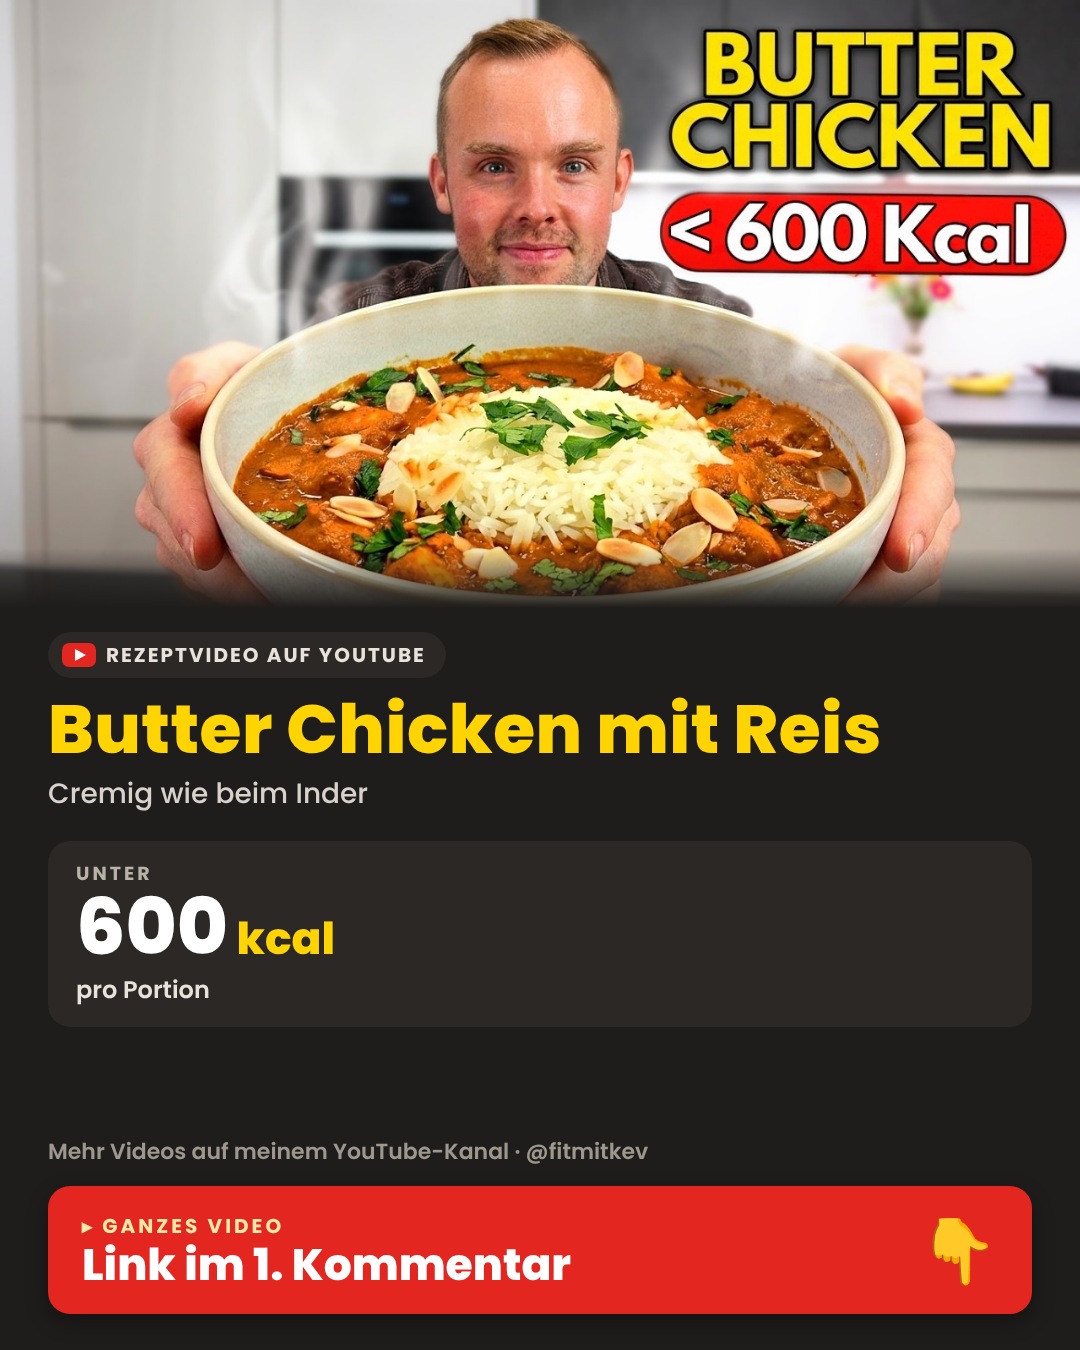 BUTTER
CHICKEN
< 600 Kcal
REZEPTVIDEO AUF YOUTUBE
Butter Chicken mit Reis
Cremig wie beim Inder
UNTER
600 kcal
pro Portion
Mehr Videos auf meinem YouTube-Kanal · @fitmitkev
▸ GANZES VIDEO
Link im 1. Kommentar 👇